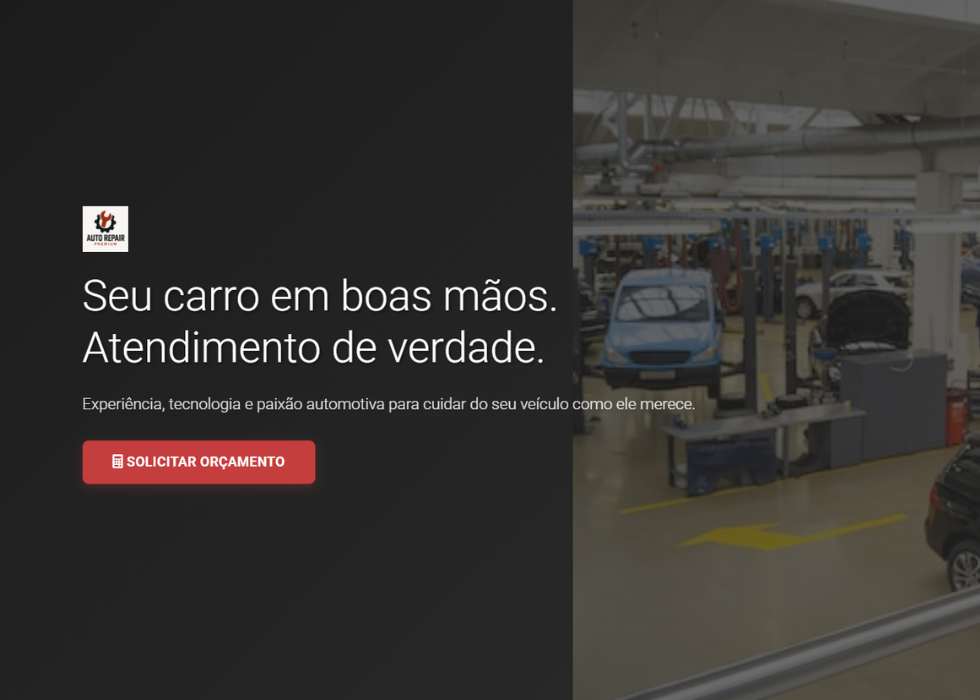 AUTO REPAIR
PREMIUM
Seu carro em boas mãos.
Atendimento de verdade.
Experiência, tecnologia e paixão automotiva para cuidar do seu veículo como ele merece.
SOLICITAR ORÇAMENTO